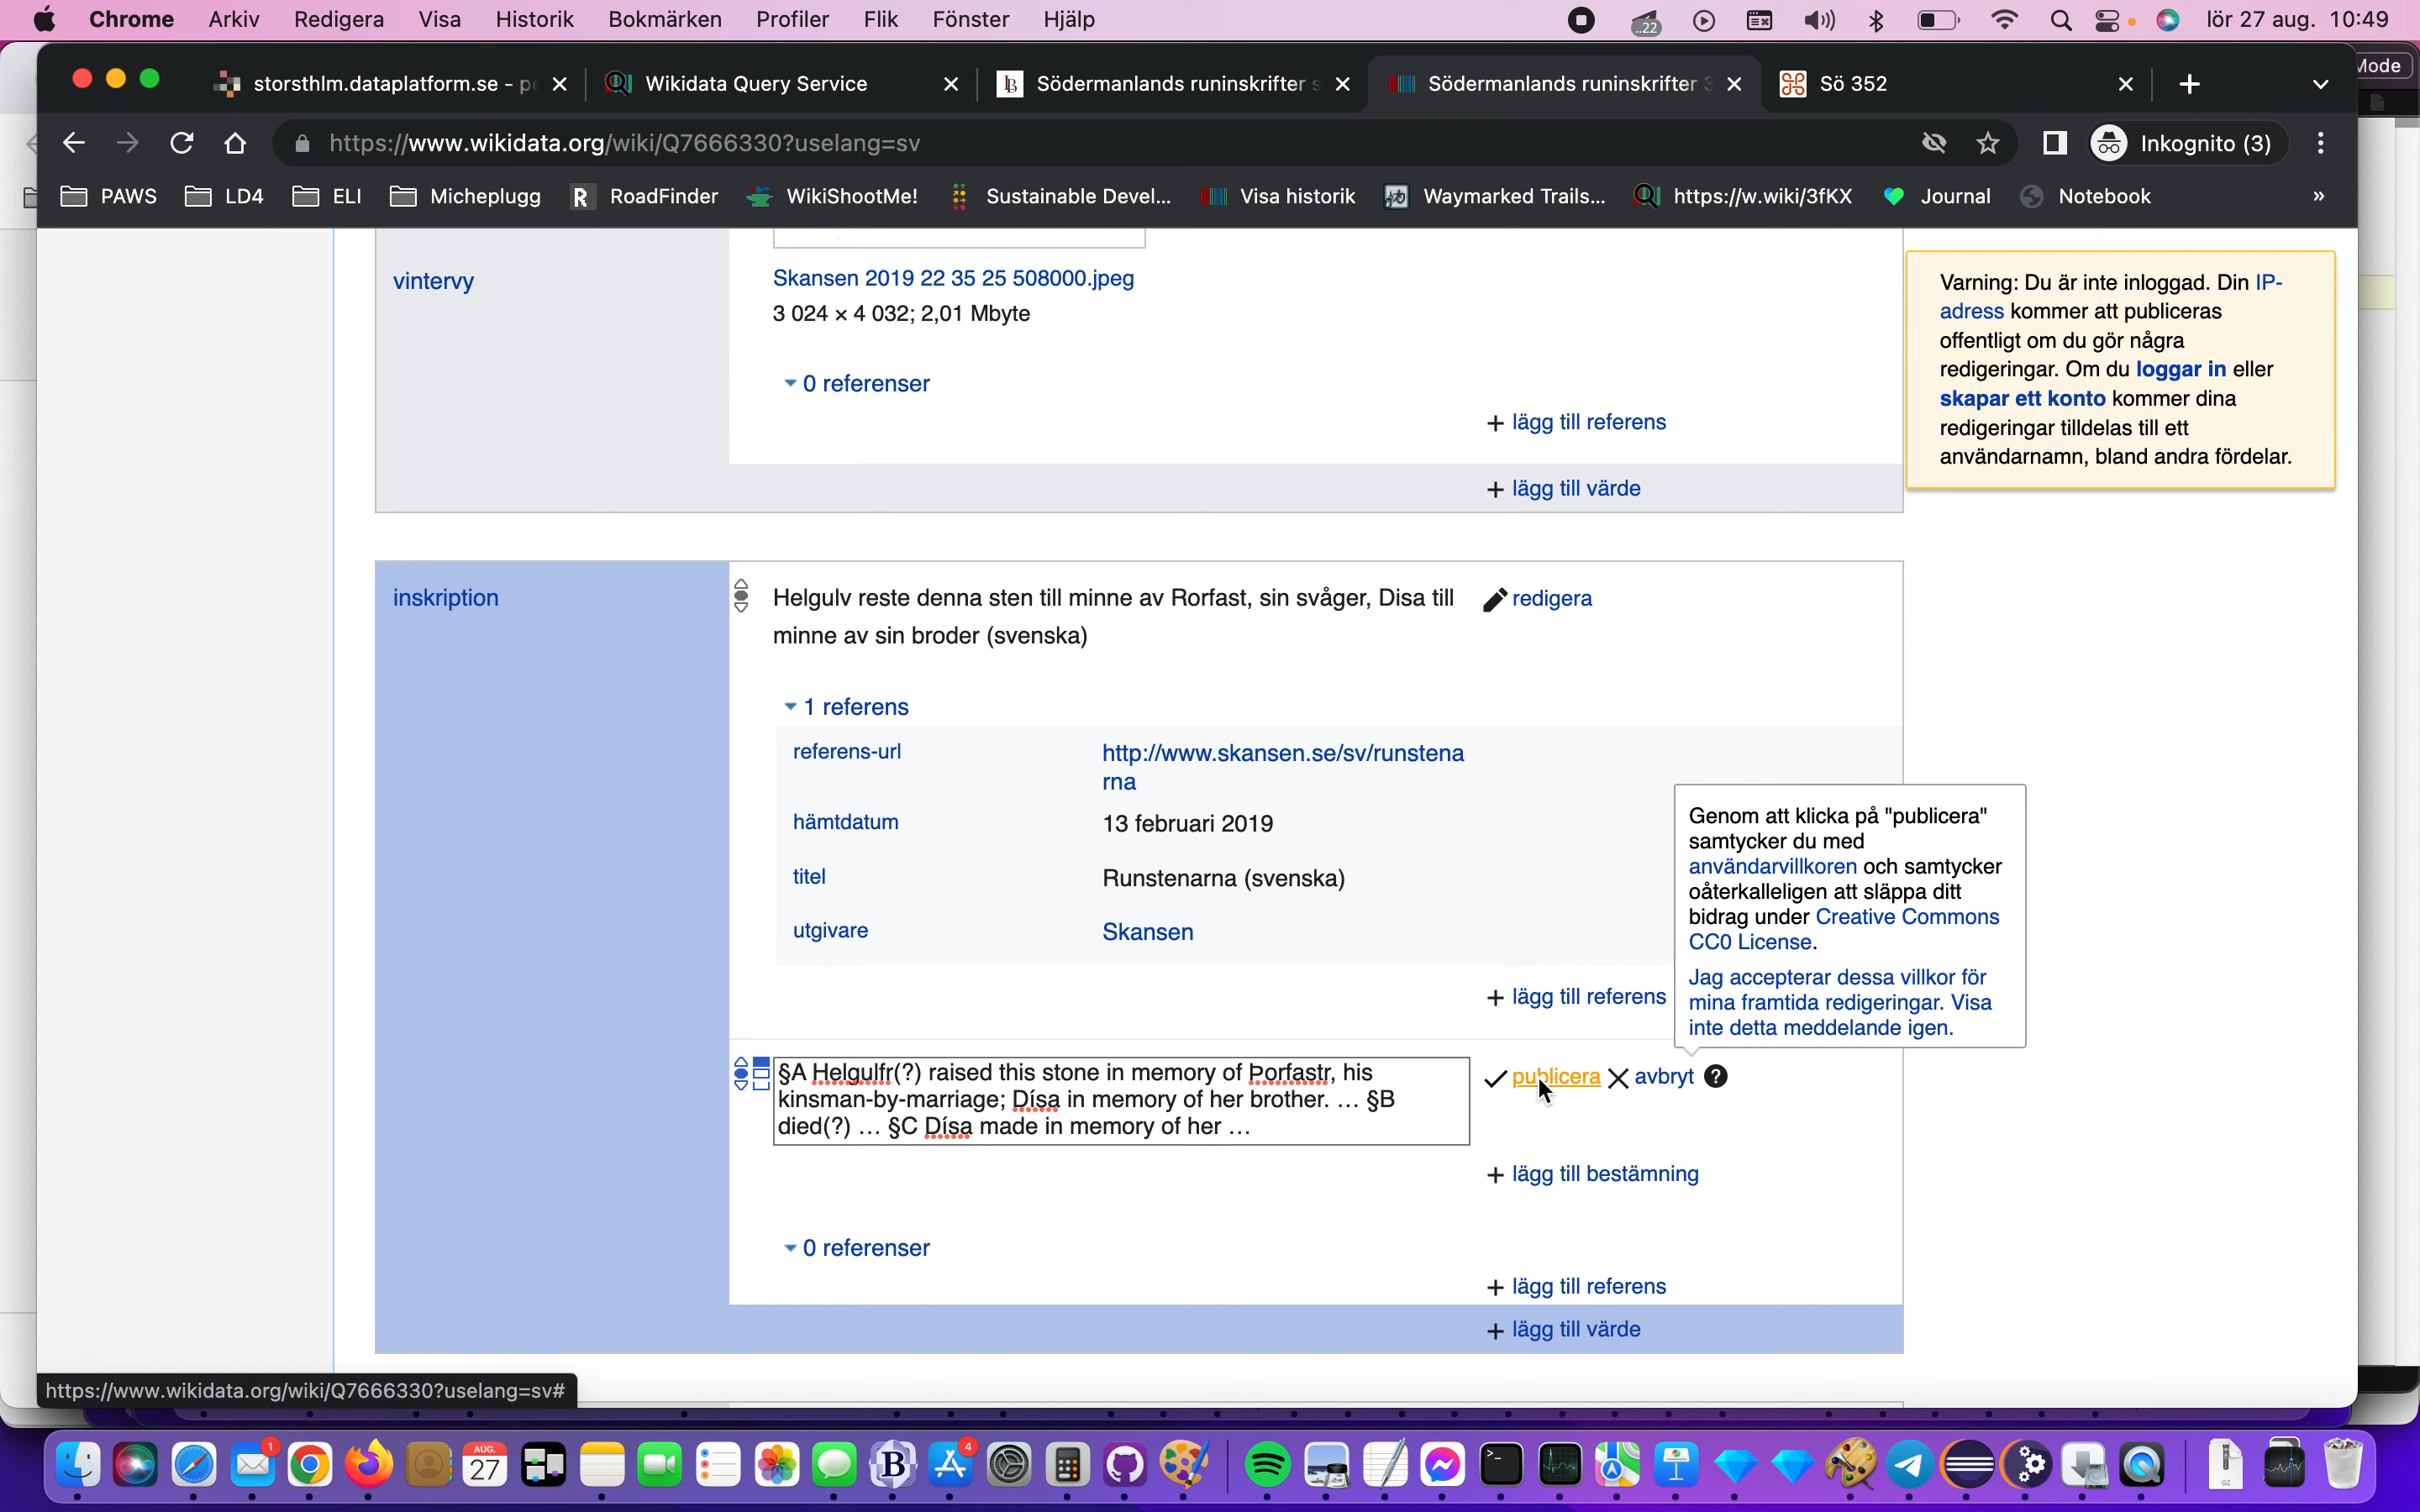 Chrome Arkiv Redigera Visa Historik Bokmärken Profiler Flik Fönster Hjälp ..22 lör 27 aug. 10:49
Mode
storsthlm.dataplatform.se - Wikidata Query Service Södermanlands runinskrifter Södermanlands runinskrifter Sö 352
https://www.wikidata.org/wiki/Q7666330?uselang=sv Inkognito (3)
PAWS LD4 ELI Micheplugg R RoadFinder WikiShootMe! Sustainable Devel... Visa historik Waymarked Trails... https://w.wiki/3fKX Journal Notebook »
vintervy
Skansen 2019 22 35 25 508000.jpeg
3 024 × 4 032; 2,01 Mbyte
0 referenser
+ lägg till referens
+ lägg till värde
Varning: Du är inte inloggad. Din IP-
adress kommer att publiceras
offentligt om du gör några
redigeringar. Om du loggar in eller
skapar ett konto kommer dina
redigeringar tilldelas till ett
användarnamn, bland andra fördelar.
inskription
Helgulv reste denna sten till minne av Rorfast, sin svåger, Disa till
minne av sin broder (svenska)
redigera
1 referens
referens-url http://www.skansen.se/sv/runstena
rna
hämtdatum 13 februari 2019
titel Runstenarna (svenska)
utgivare Skansen
+ lägg till referens
Genom att klicka på "publicera"
samtycker du med
användarvillkoren och samtycker
oåterkalleligen att släppa ditt
bidrag under Creative Commons
CC0 License.
Jag accepterar dessa villkor för
mina framtida redigeringar. Visa
inte detta meddelande igen.
§A Helgulfr(?) raised this stone in memory of Þorfastr, his
kinsman-by-marriage; Dísa in memory of her brother. … §B
died(?) … §C Dísa made in memory of her …
publicera avbryt ?
+ lägg till bestämning
0 referenser
+ lägg till referens
+ lägg till värde
https://www.wikidata.org/wiki/Q7666330?uselang=sv#
1 AUG. 27 B 4 GZ